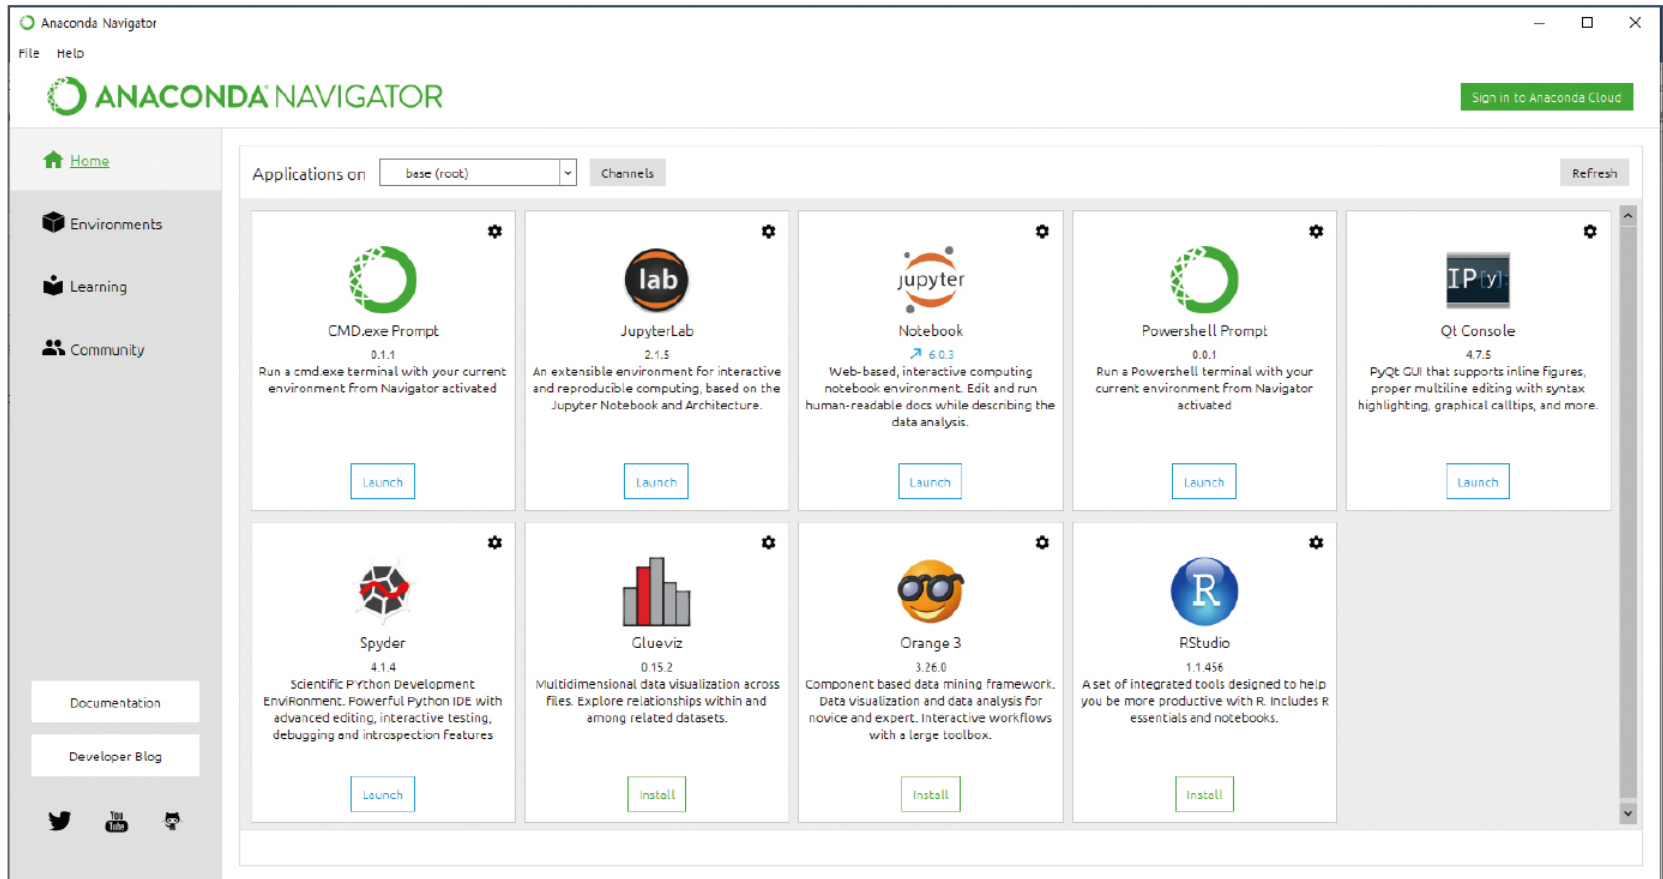 Anaconda Navigator
File Help
ANACONDA NAVIGATOR
Sign in to Anaconda Cloud
Home
Environments
Learning
Community
Documentation
Developer Blog
You
Tube
Applications on base (root) Channels Refresh
CMD.exe Prompt
0.1.1
Run a cmd.exe terminal with your current
environment from Navigator activated
Launch
lab
JupyterLab
2.1.5
An extensible environment for interactive
and reproducible computing, based on the
Jupyter Notebook and Architecture.
Launch
jupyter
Notebook
6.0.3
Web-based, interactive computing
notebook environment. Edit and run
human-readable docs while describing the
data analysis.
Launch
Powershell Prompt
0.0.1
Run a Powershell terminal with your
current environment from Navigator
activated
Launch
IP[y]:
Qt Console
4.7.5
PyQt GUI that supports inline figures,
proper multiline editing with syntax
highlighting, graphical calltips, and more.
Launch
Spyder
4.1.4
Scientific PYthon Development
EnviRonment. Powerful Python IDE with
advanced editing, interactive testing,
debugging and introspection features
Launch
Glueviz
0.15.2
Multidimensional data visualization across
files. Explore relationships within and
among related datasets.
Install
Orange 3
3.26.0
Component based data mining framework.
Data visualization and data analysis for
novice and expert. Interactive workflows
with a large toolbox.
Install
R
RStudio
1.1.456
A set of integrated tools designed to help
you be more productive with R. Includes R
essentials and notebooks.
Install